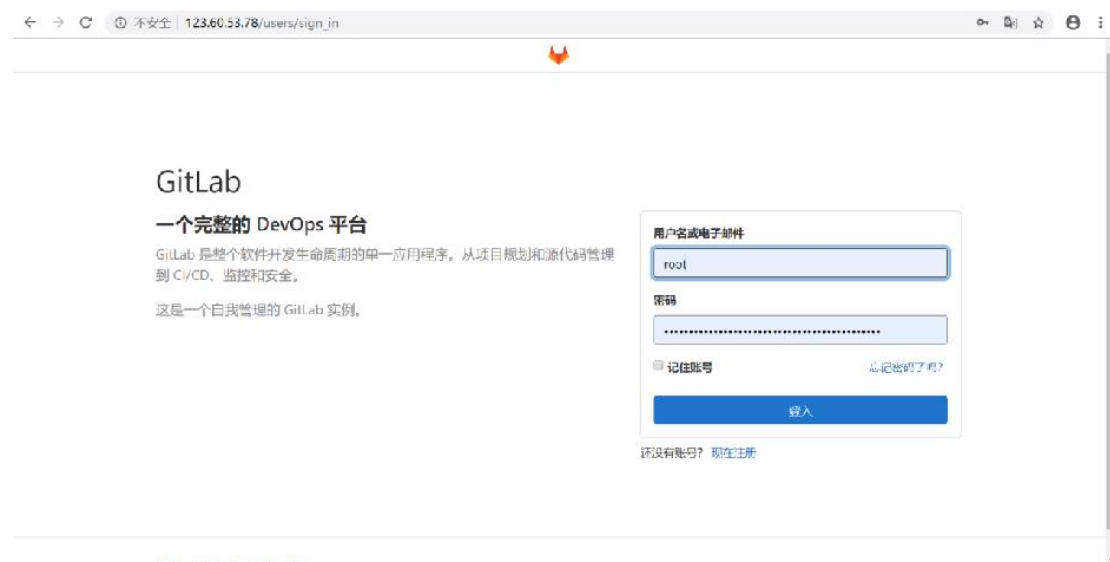 不安全 123.60.53.78/users/sign_in
GitLab
一个完整的 DevOps 平台
GitLab 是整个软件开发生命周期的单一应用程序。从项目规划和源代码管理
到 CI/CD、监控和安全。
这是一个自我管理的 GitLab 实例。
用户名或电子邮件
root
密码
记住账号
忘记密码了吗?
登入
还没有账号? 现在注册